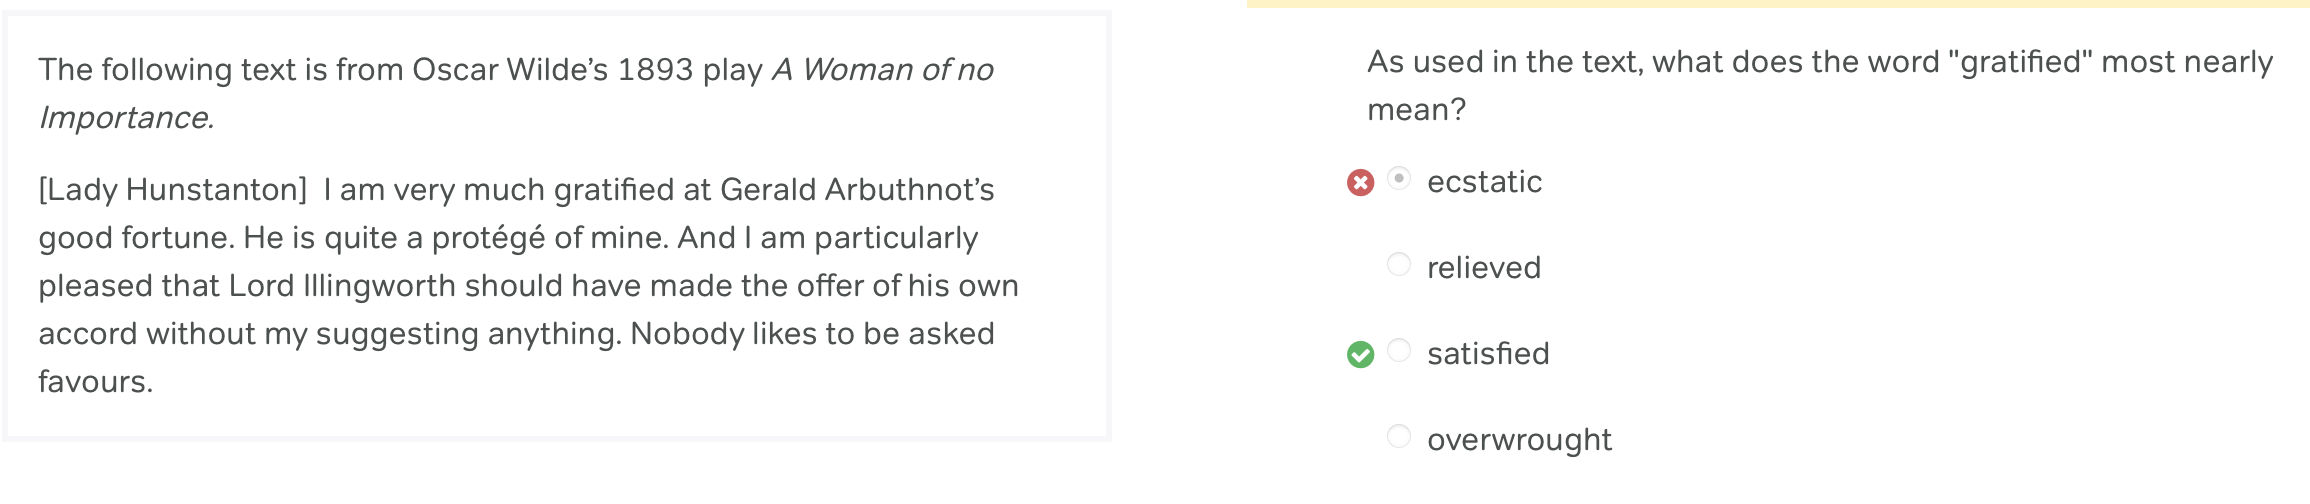 The following text is from Oscar Wilde’s 1893 play A Woman of no
Importance.
[Lady Hunstanton]  I am very much gratified at Gerald Arbuthnot’s
good fortune. He is quite a protégé of mine. And I am particularly
pleased that Lord Illingworth should have made the offer of his own
accord without my suggesting anything. Nobody likes to be asked
favours.
As used in the text, what does the word "gratified" most nearly
mean?
ecstatic
relieved
satisfied
overwrought